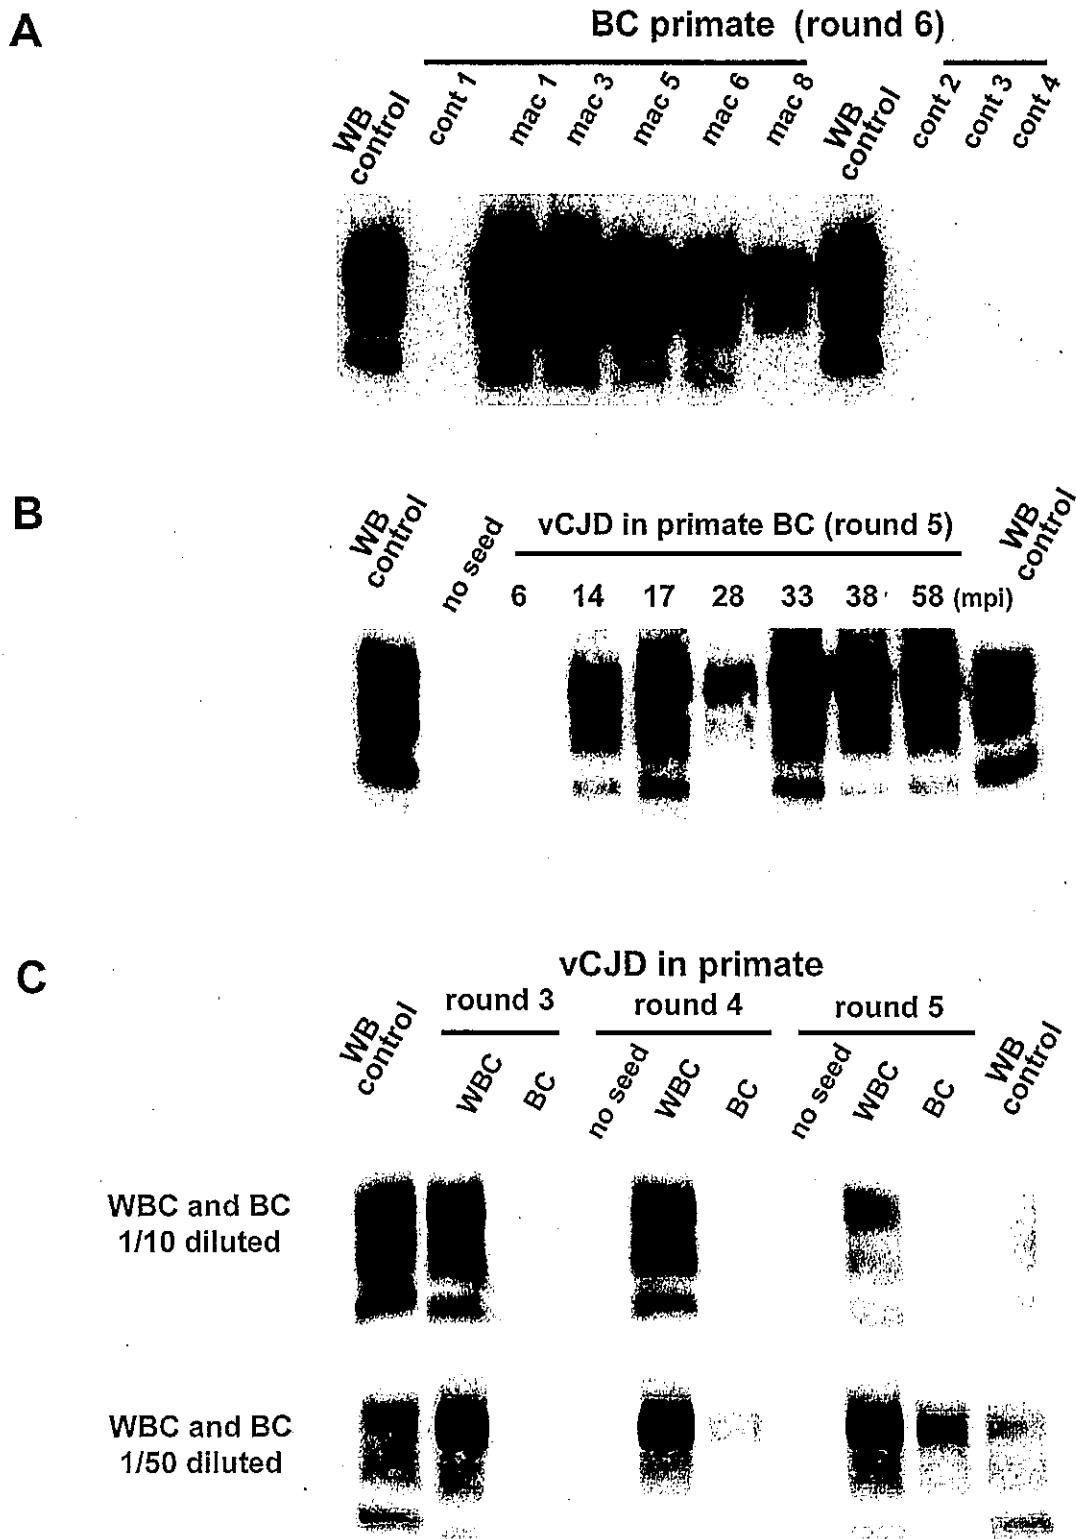 A
BC primate (round 6)
WB control
cont 1
mac 1
mac 3
mac 5
mac 6
mac 8
WB control
cont 2
cont 3
cont 4
B
WB control
no seed
vCJD in primate BC (round 5)
WB control
6 14 17 28 33 38 58 (mpi)
C
vCJD in primate
WB control
round 3 round 4 round 5
WBC
BC
no seed
WBC
BC
no seed
WBC
BC
WB control
WBC and BC
1/10 diluted
WBC and BC
1/50 diluted